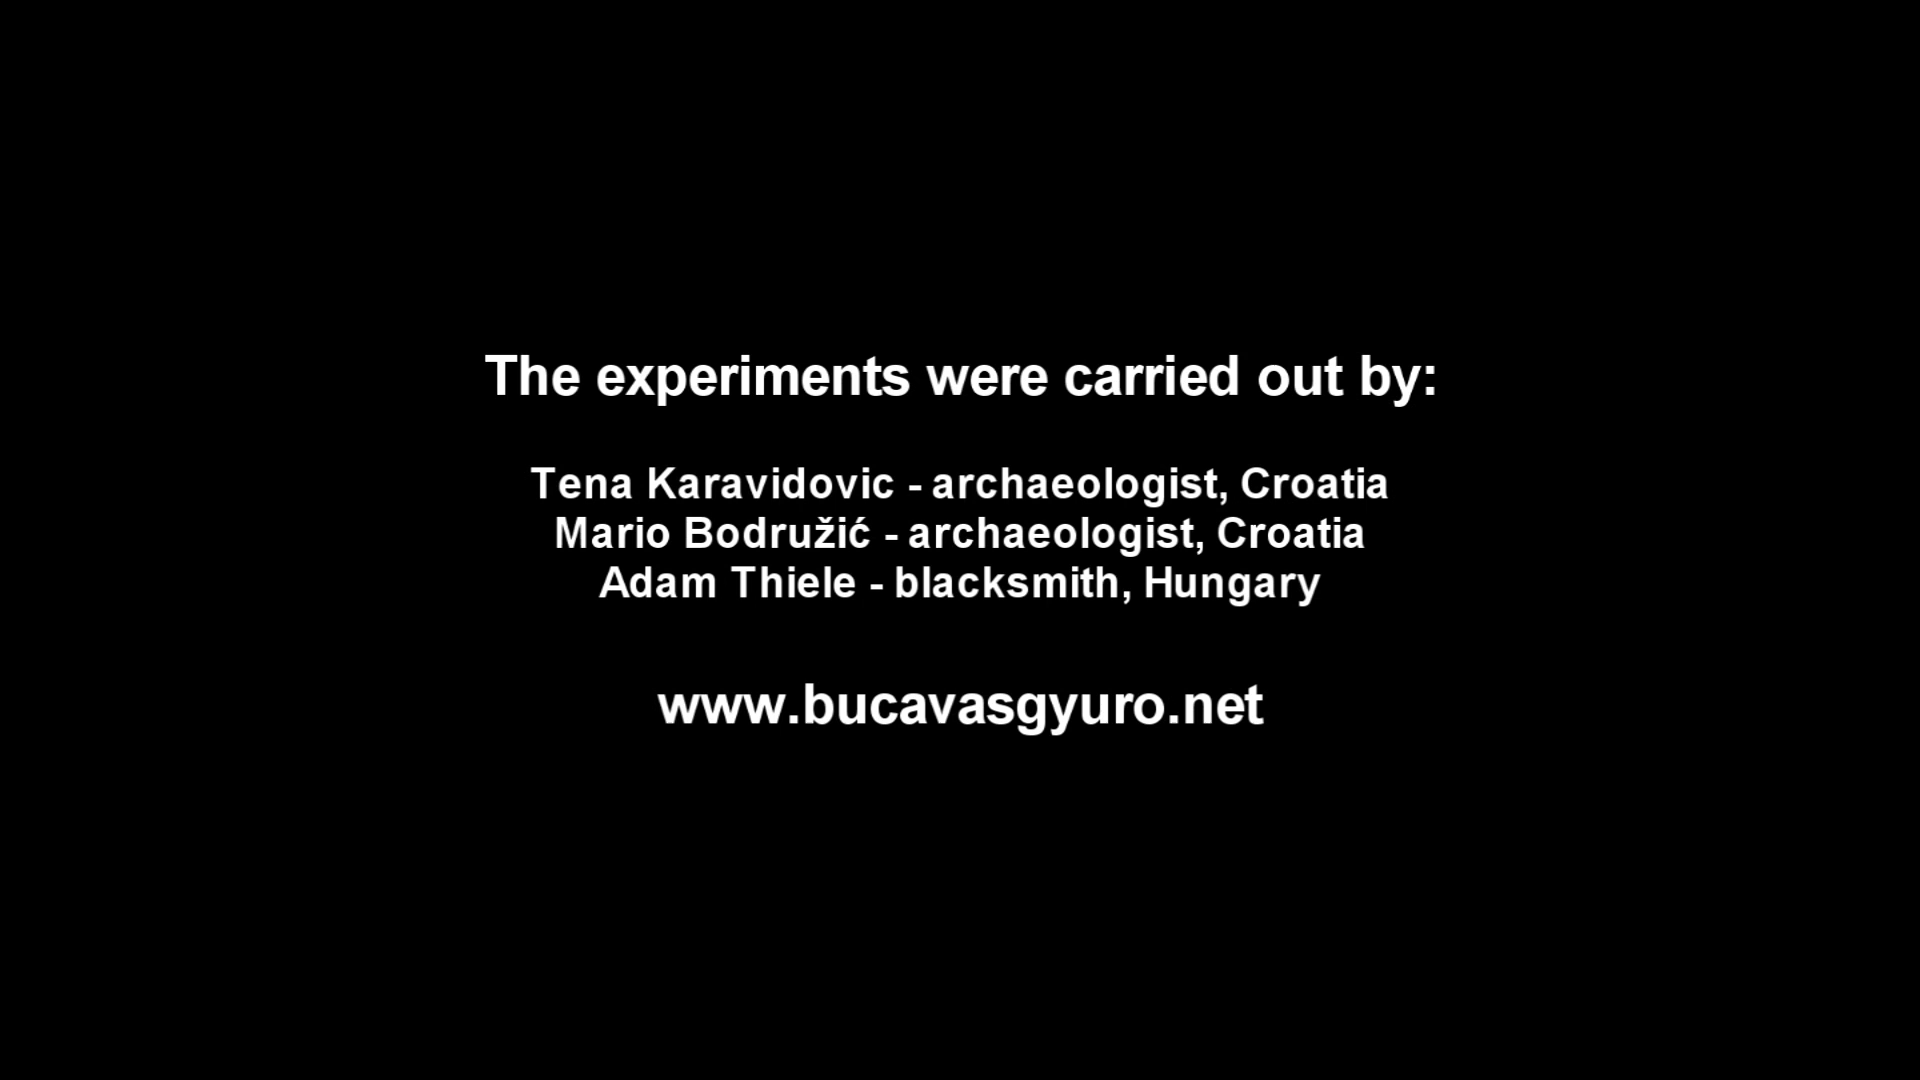 The experiments were carried out by:
Tena Karavidovic - archaeologist, Croatia
Mario Bodružić - archaeologist, Croatia
Adam Thiele - blacksmith, Hungary
www.bucavasgyuro.net